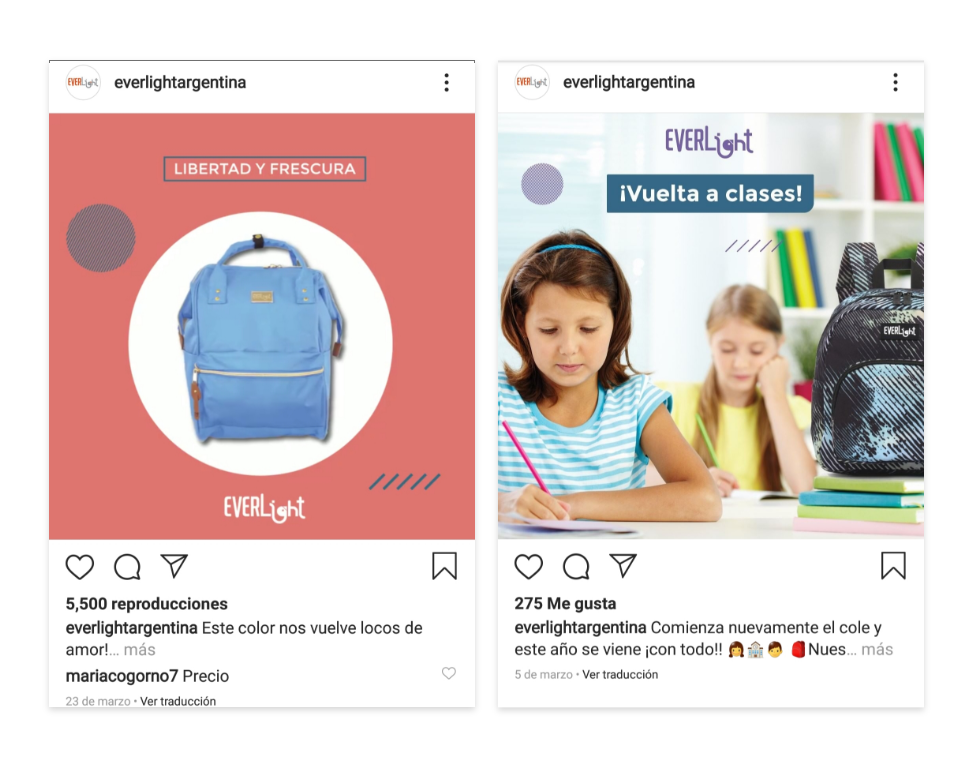 EVERLight
everlightargentina
LIBERTAD Y FRESCURA
EVERLight
5,500 reproducciones
everlightargentina Este color nos vuelve locos de
amor!... más
mariacogorno7 Precio
23 de marzo • Ver traducción
EVERLight
everlightargentina
EVERLight
¡Vuelta a clases!
EVERLight
275 Me gusta
everlightargentina Comienza nuevamente el cole y
este año se viene ¡con todo!! 👩🏫🧑 🎒Nues... más
5 de marzo • Ver traducción